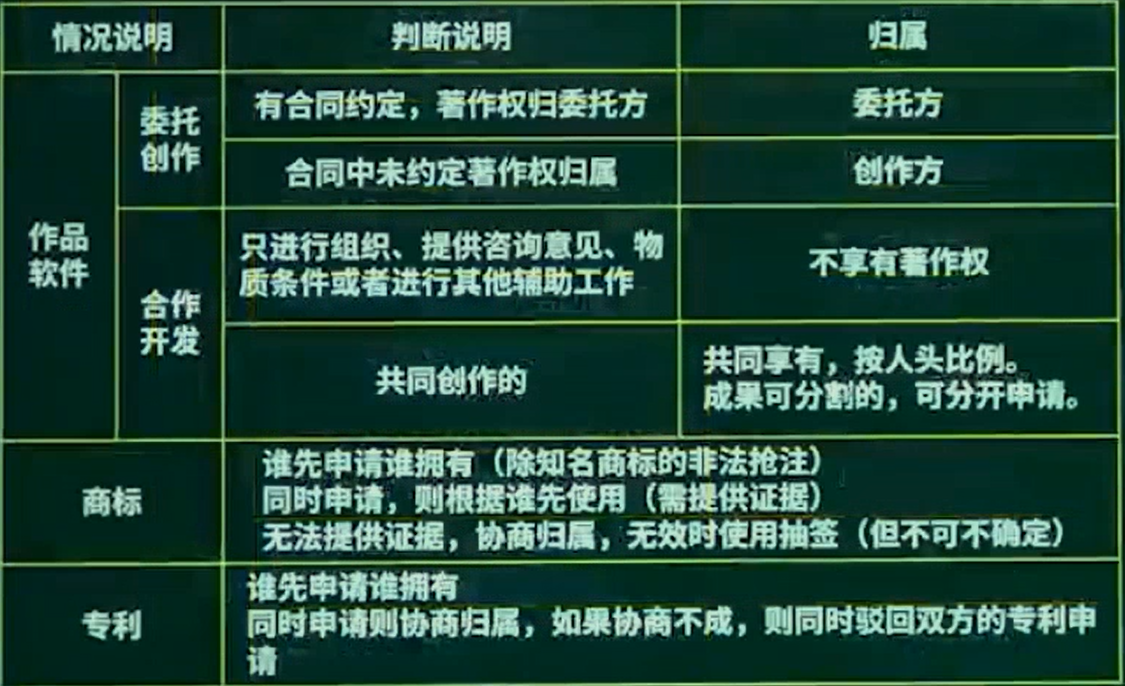 情况说明 判断说明 归属
作品
软件
委托
创作
有合同约定，著作权归委托方 委托方
合同中未约定著作权归属 创作方
合作
开发
只进行组织、提供咨询意见、物
质条件或者进行其他辅助工作
不享有著作权
共同创作的
共同享有，按人头比例。
成果可分割的，可分开申请。
商标
谁先申请谁拥有（除知名商标的非法抢注）
同时申请，则根据谁先使用（需提供证据）
无法提供证据，协商归属，无效时使用抽签（但不可不确定）
专利
谁先申请谁拥有
同时申请则协商归属，如果协商不成，则同时驳回双方的专利申
请